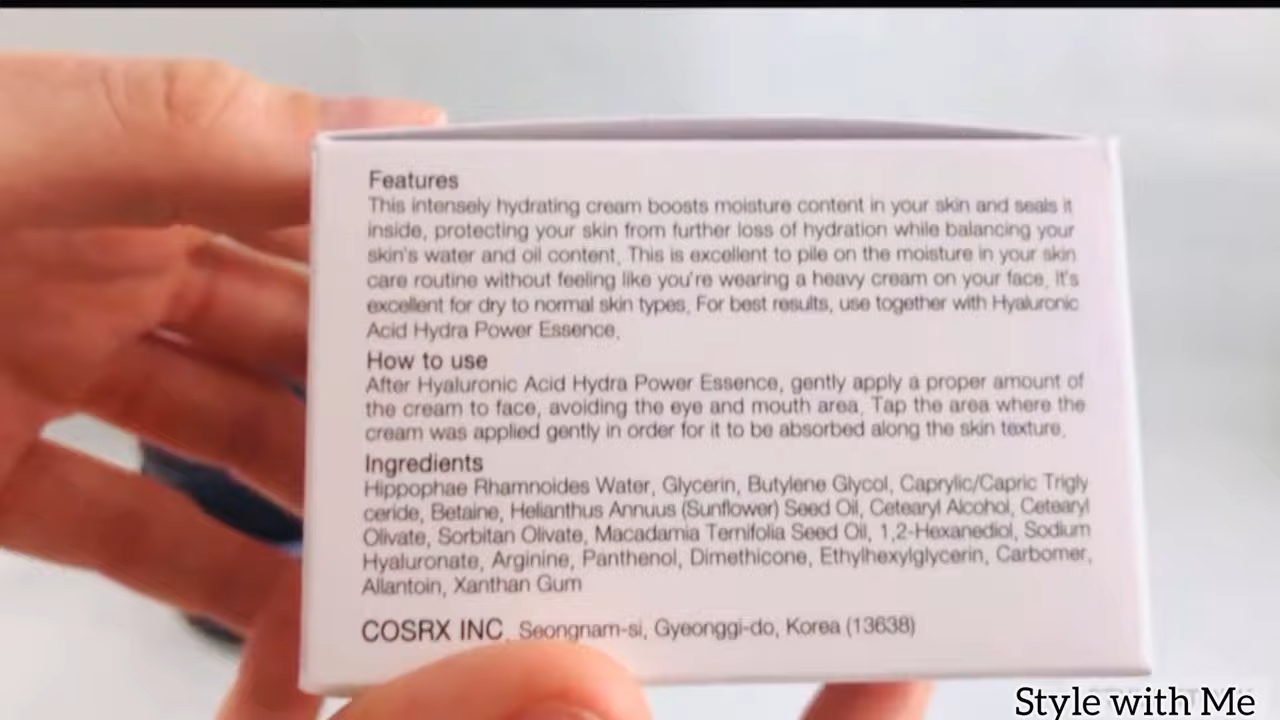 Features
This intensely hydrating cream boosts moisture content in your skin and seals it
inside, protecting your skin from further loss of hydration while balancing your
skin's water and oil content. This is excellent to pile on the moisture in your skin
care routine without feeling like you're wearing a heavy cream on your face. It's
excellent for dry to normal skin types. For best results, use together with Hyaluronic
Acid Hydra Power Essence.
How to use
After Hyaluronic Acid Hydra Power Essence, gently apply a proper amount of
the cream to face, avoiding the eye and mouth area. Tap the area where the
cream was applied gently in order for it to be absorbed along the skin texture.
Ingredients
Hippophae Rhamnoides Water, Glycerin, Butylene Glycol, Caprylic/Capric Trigly
ceride, Betaine, Helianthus Annuus (Sunflower) Seed Oil, Cetearyl Alcohol, Cetearyl
Olivate, Sorbitan Olivate, Macadamia Ternifolia Seed Oil, 1,2-Hexanediol, Sodium
Hyaluronate, Arginine, Panthenol, Dimethicone, Ethylhexylglycerin, Carbomer,
Allantoin, Xanthan Gum
COSRX INC. Seongnam-si, Gyeonggi-do, Korea (13638)
Style with Me